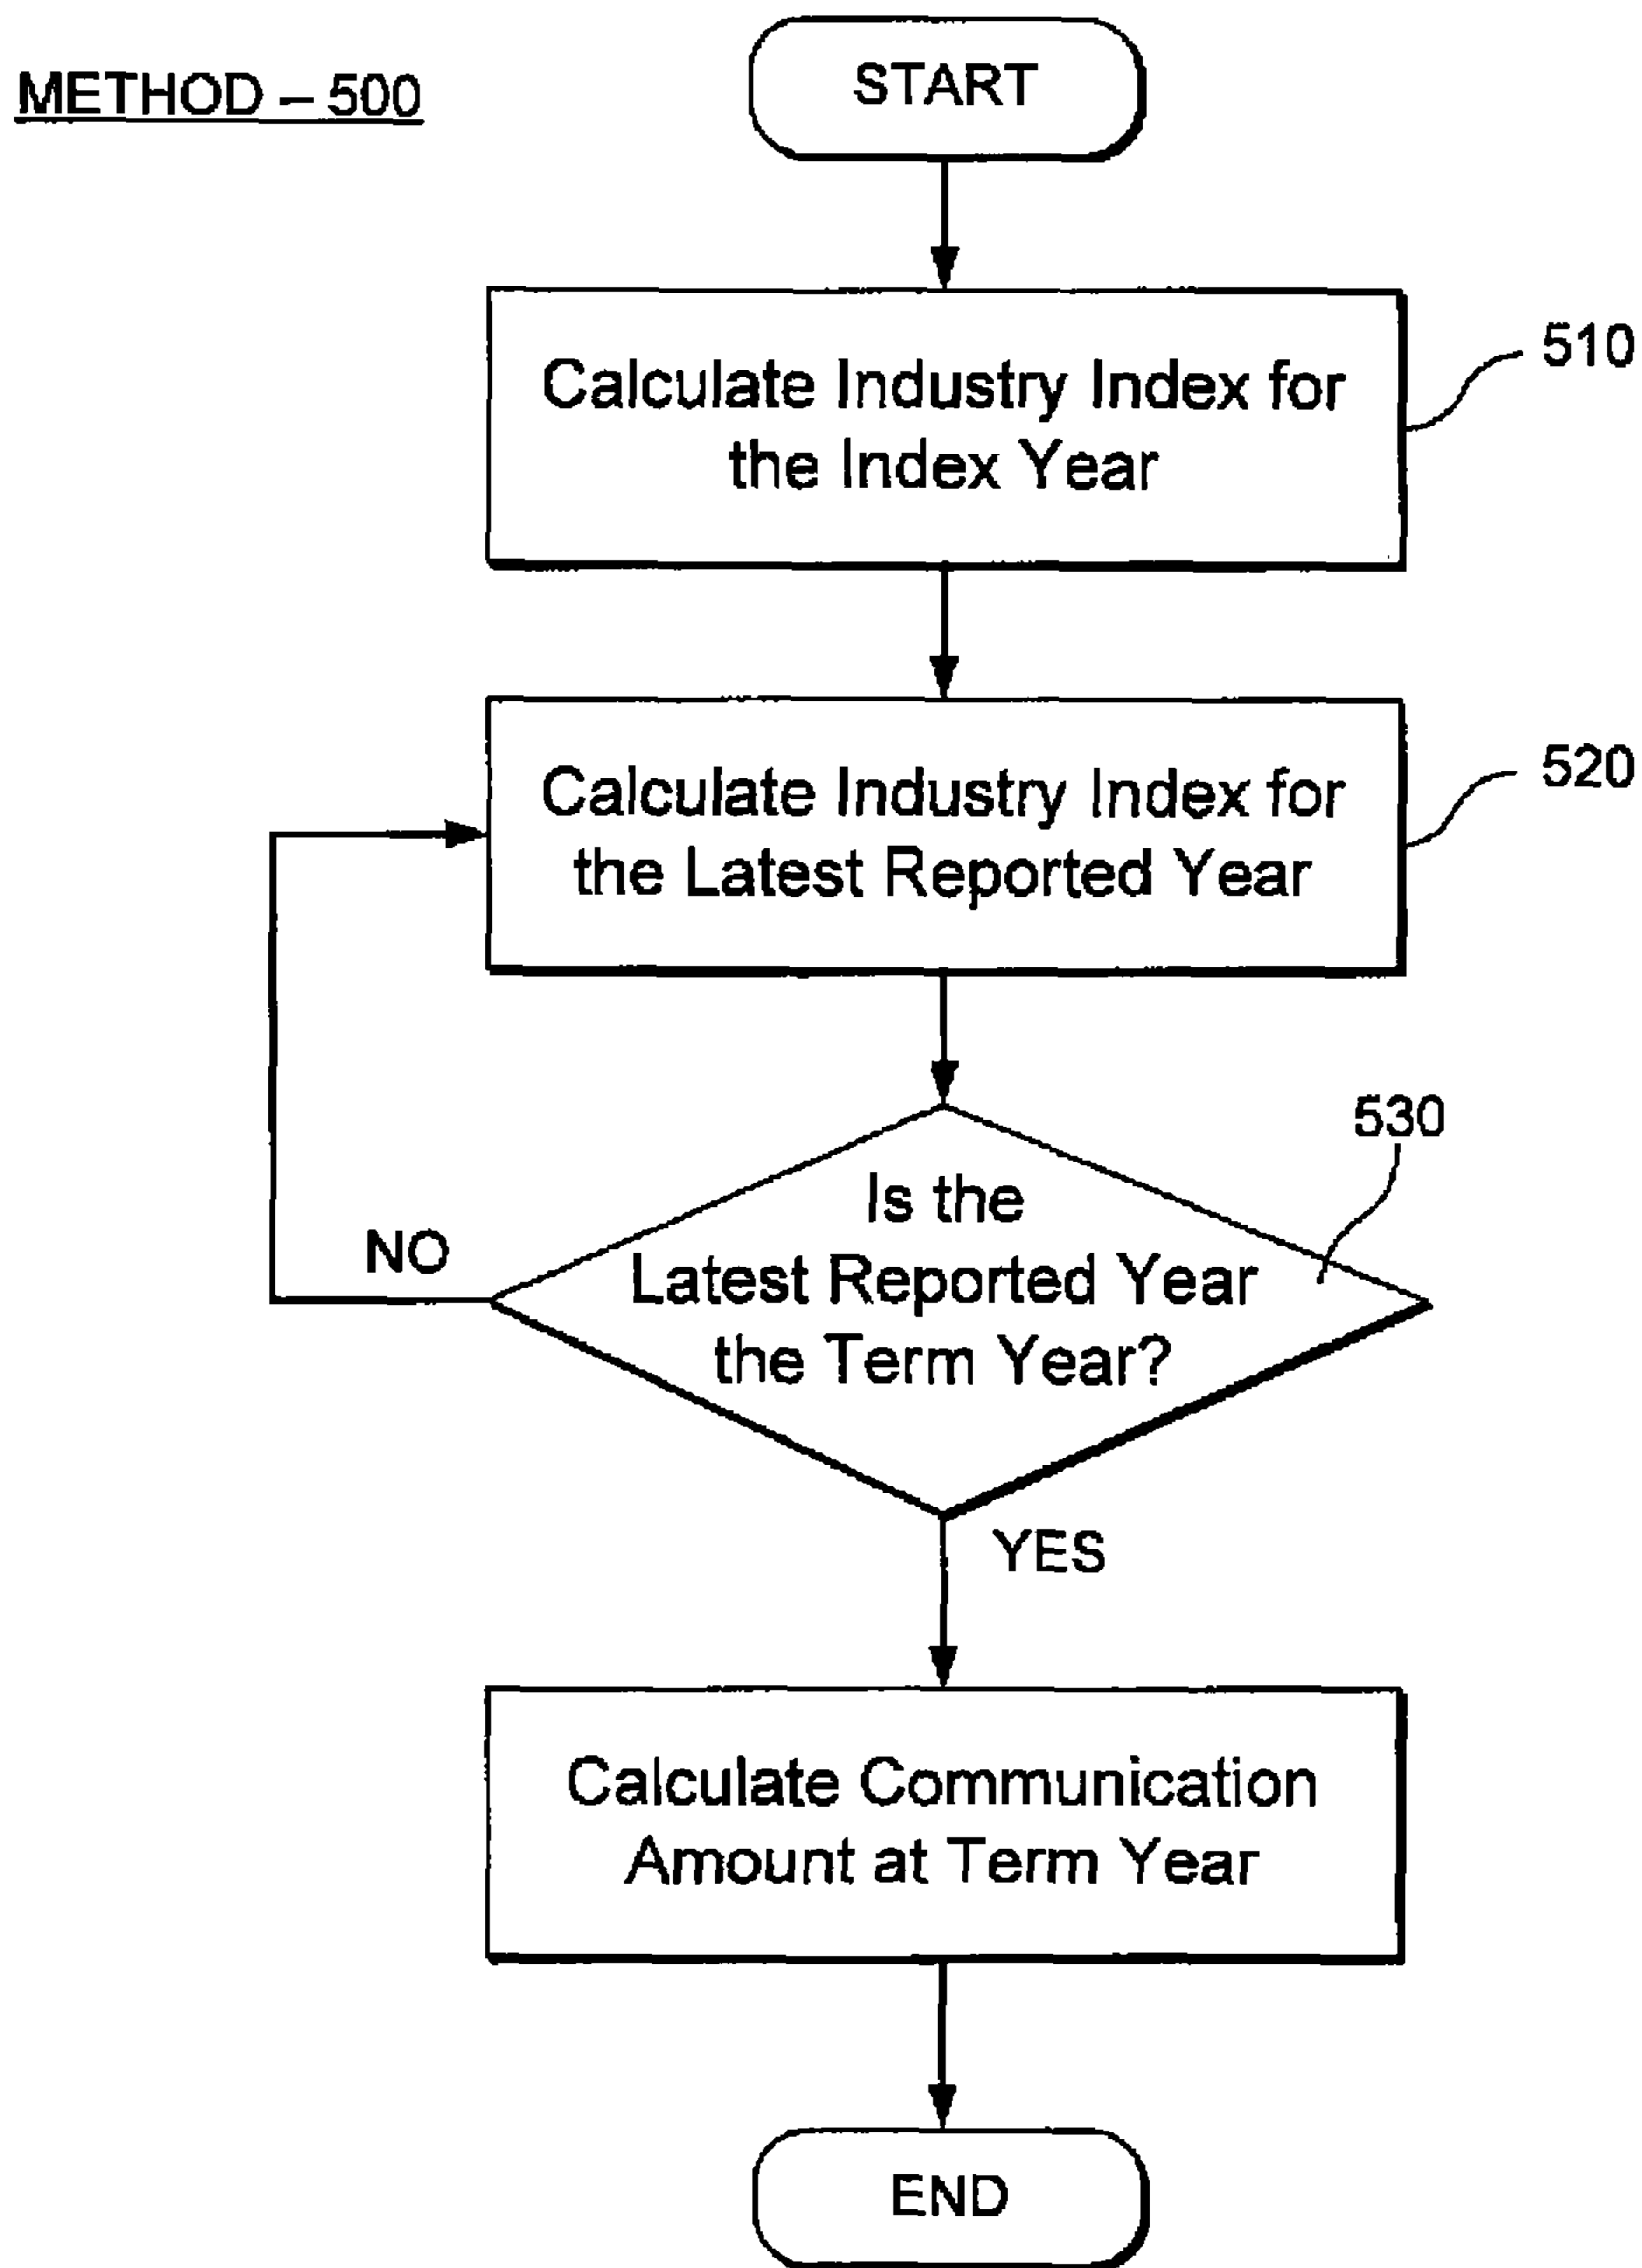 METHOD – 500
START
Calculate Industry Index for
the Index Year
510
Calculate Industry Index for
the Latest Reported Year
520
530
Is the
Latest Reported Year
the Term Year?
NO
YES
Calculate Communication
Amount at Term Year
END